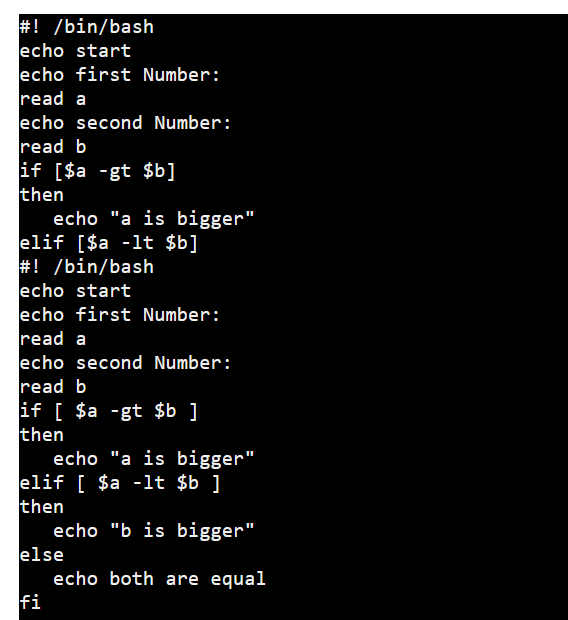 #! /bin/bash
echo start
echo first Number:
read a
echo second Number:
read b
if [$a -gt $b]
then
   echo "a is bigger"
elif [$a -lt $b]
#! /bin/bash
echo start
echo first Number:
read a
echo second Number:
read b
if [ $a -gt $b ]
then
   echo "a is bigger"
elif [ $a -lt $b ]
then
   echo "b is bigger"
else
   echo both are equal
fi